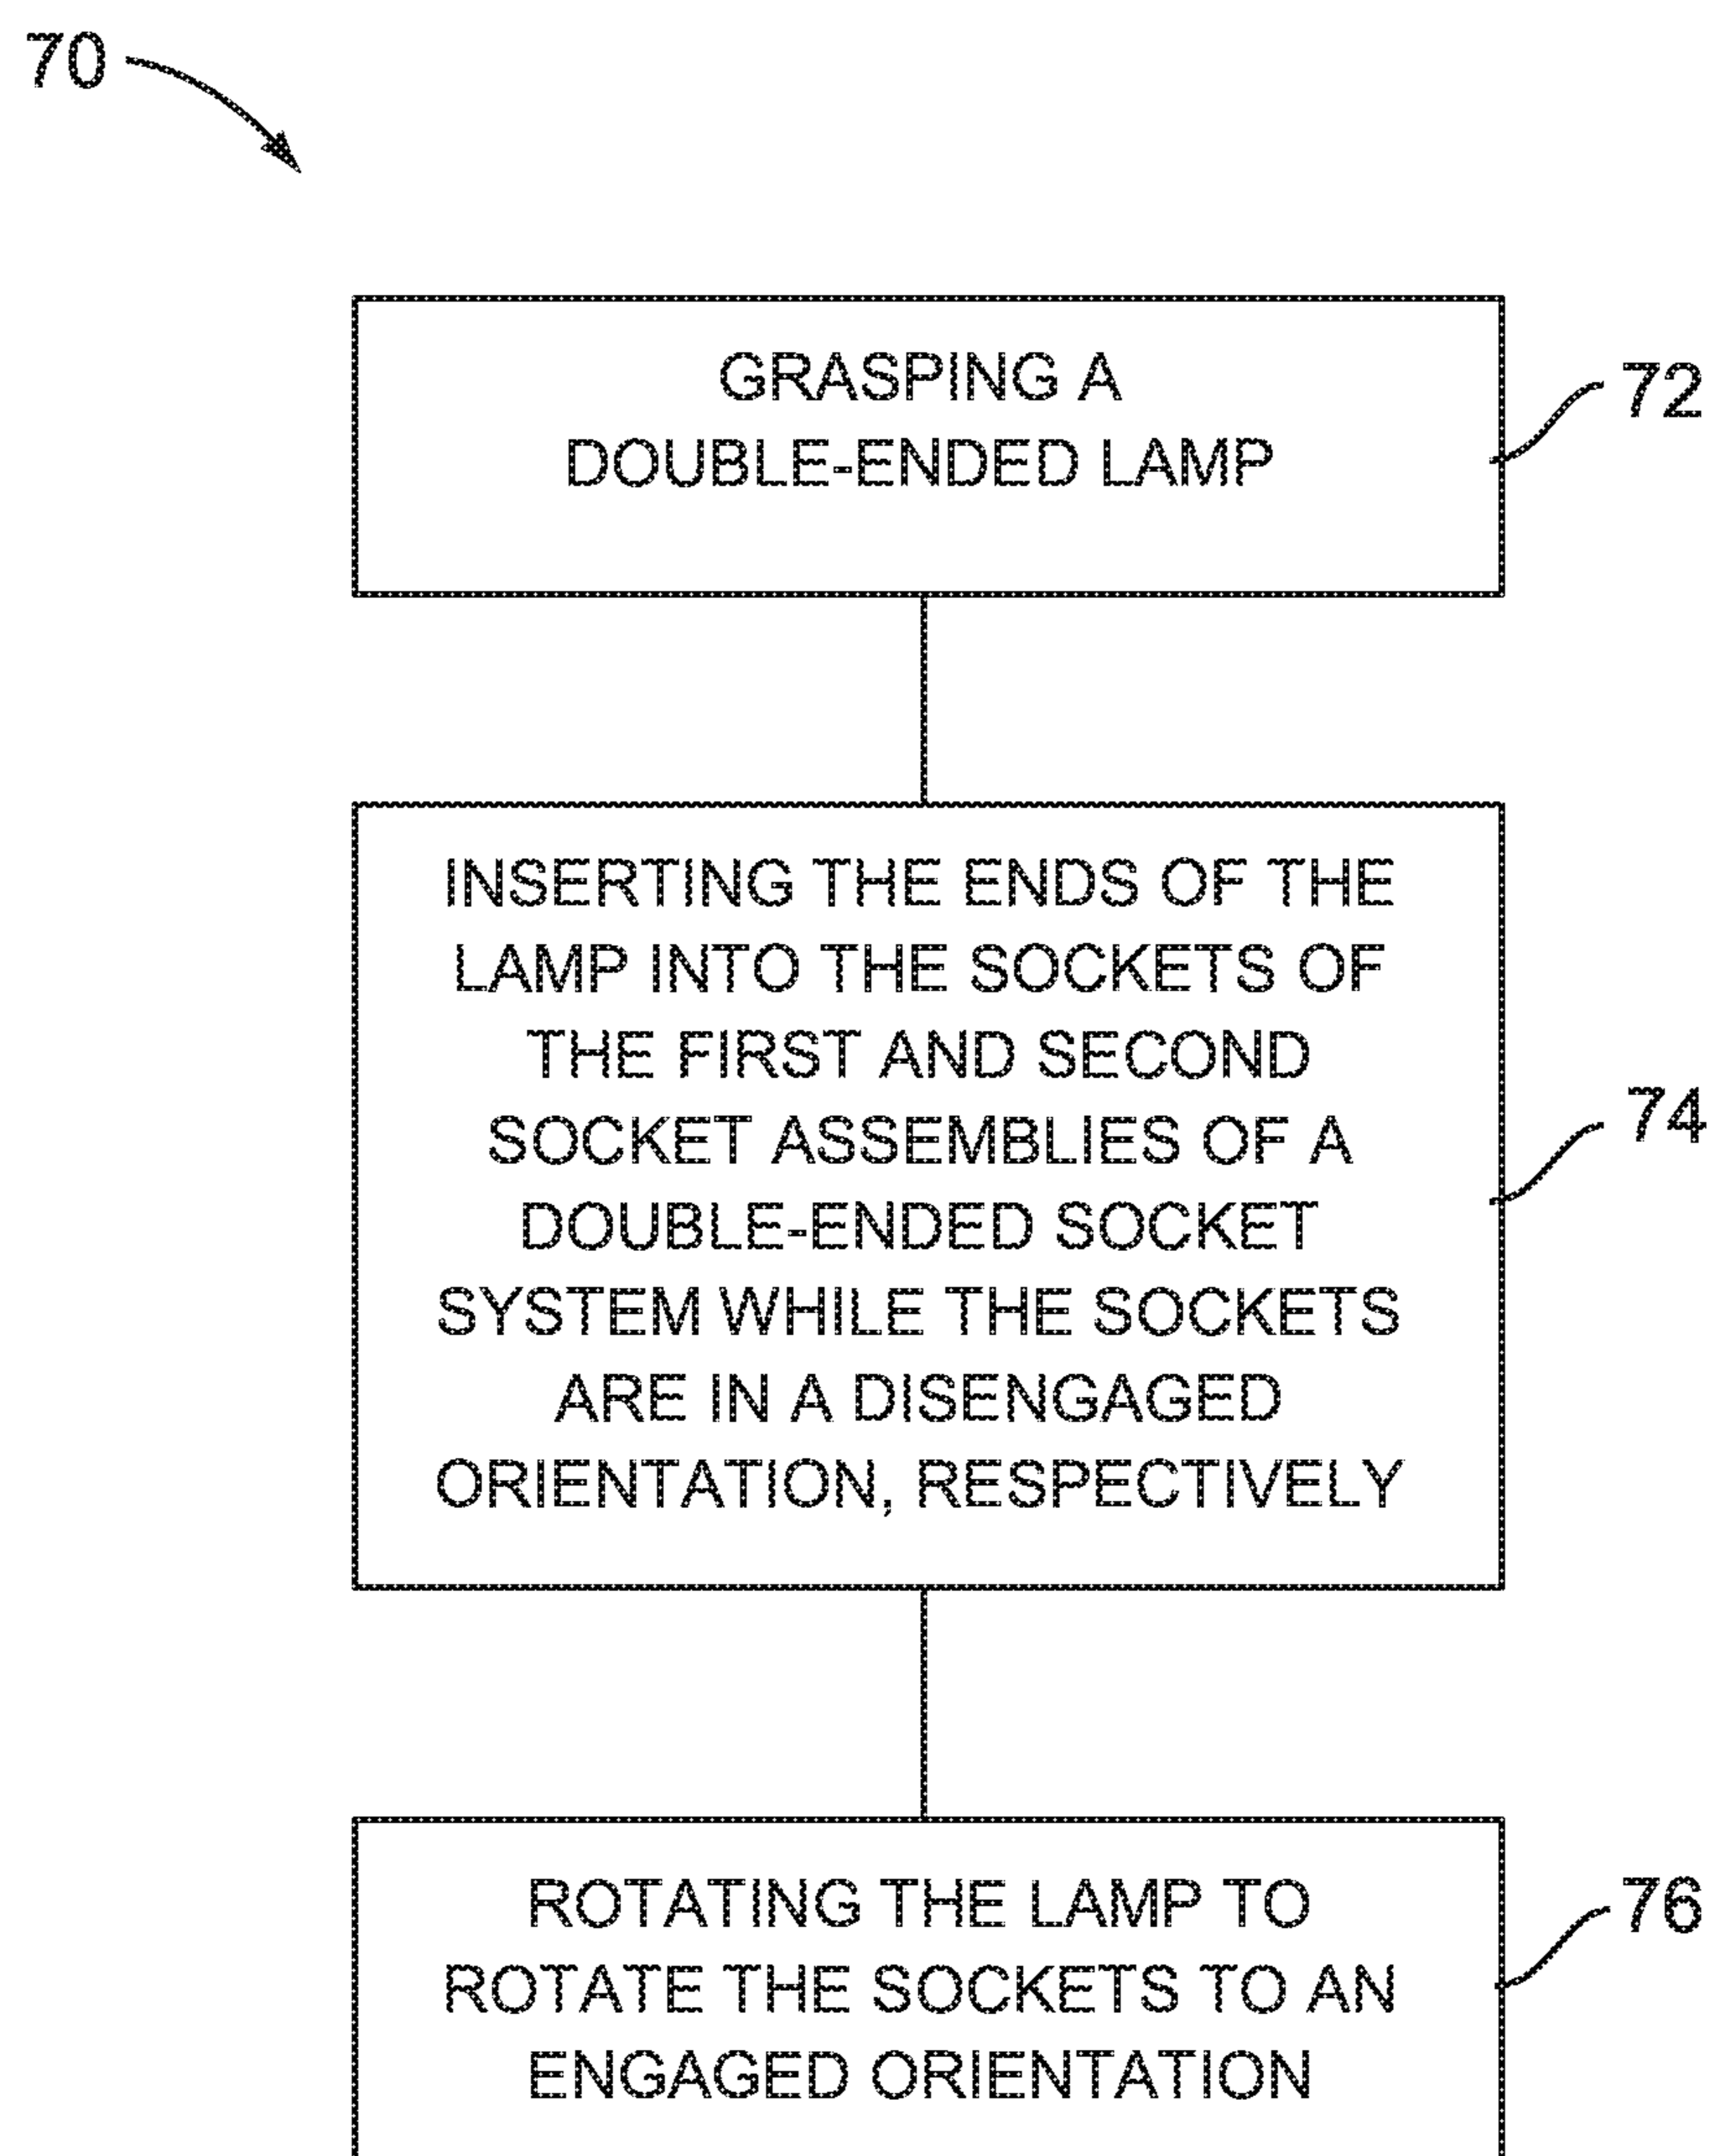 70
GRASPING A
DOUBLE-ENDED LAMP
72
INSERTING THE ENDS OF THE
LAMP INTO THE SOCKETS OF
THE FIRST AND SECOND
SOCKET ASSEMBLIES OF A
DOUBLE-ENDED SOCKET
SYSTEM WHILE THE SOCKETS
ARE IN A DISENGAGED
ORIENTATION, RESPECTIVELY
74
ROTATING THE LAMP TO
ROTATE THE SOCKETS TO AN
ENGAGED ORIENTATION
76